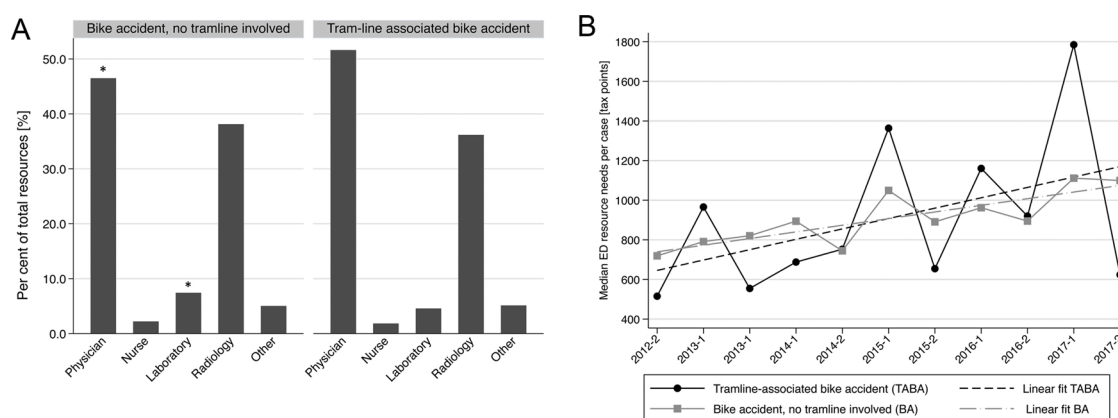 A
Bike accident, no tramline involved
Tram-line associated bike accident
Per cent of total resources [%]
50.0
40.0
30.0
20.0
10.0
0.0
*
*
Physician
Nurse
Laboratory
Radiology
Other
Physician
Nurse
Laboratory
Radiology
Other
B
Median ED resource needs per case [tax points]
1800
1600
1400
1200
1000
800
600
400
2012-2
2013-1
2013-1
2014-1
2014-2
2015-1
2015-2
2016-1
2016-2
2017-1
Tramline-associated bike accident (TABA)
Linear fit TABA
Bike accident, no tramline involved (BA)
Linear fit BA